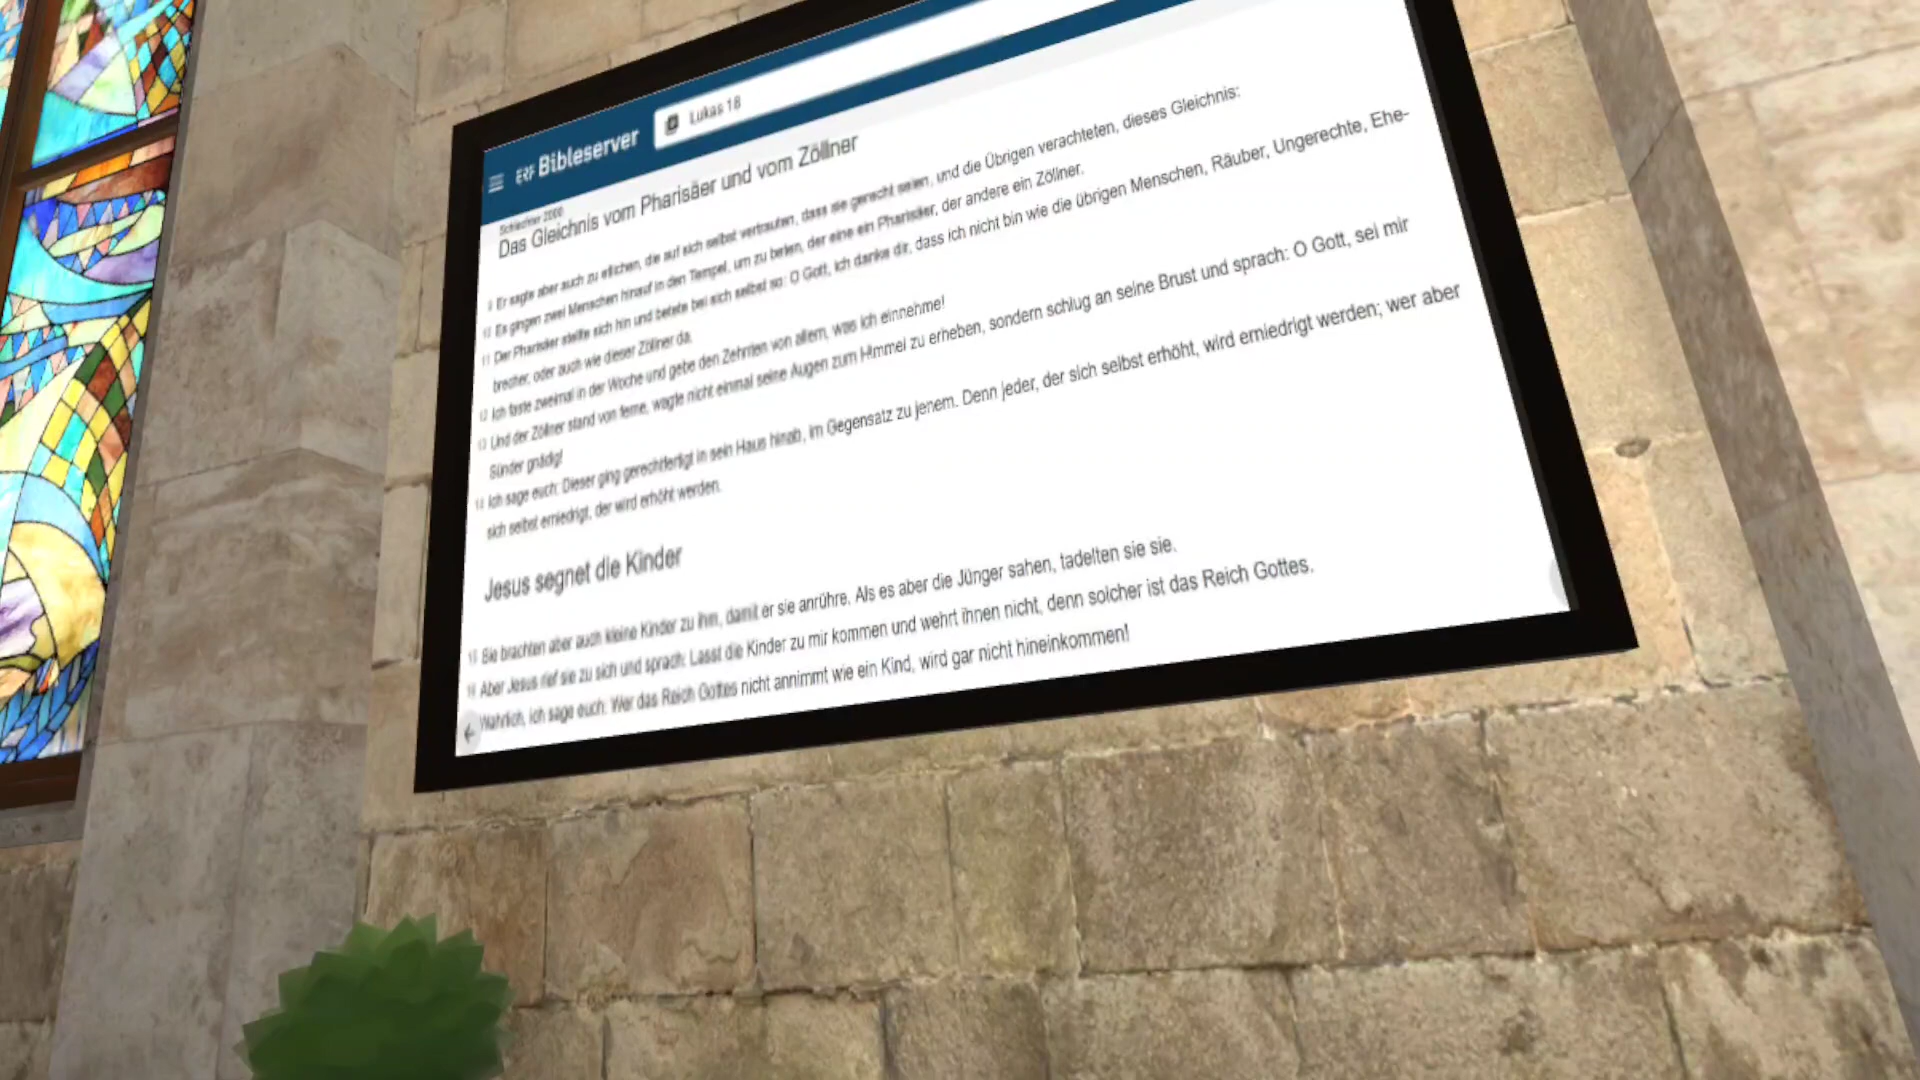 ERF Bibleserver
Lukas 18
Schlachter 2000
Das Gleichnis vom Pharisäer und vom Zöllner
9 Er sagte aber auch zu etlichen, die auf sich selbst vertrauten, dass sie gerecht seien, und die Übrigen verachteten, dieses Gleichnis:
10 Es gingen zwei Menschen hinauf in den Tempel, um zu beten, der eine ein Pharisäer, der andere ein Zöllner.
11 Der Pharisäer stellte sich hin und betete bei sich selbst so: O Gott, ich danke dir, dass ich nicht bin wie die übrigen Menschen, Räuber, Ungerechte, Ehe-
brecher, oder auch wie dieser Zöllner da.
12 Ich faste zweimal in der Woche und gebe den Zehnten von allem, was ich einnehme!
13 Und der Zöllner stand von ferne, wagte nicht einmal seine Augen zum Himmel zu erheben, sondern schlug an seine Brust und sprach: O Gott, sei mir
Sünder gnädig!
14 Ich sage euch: Dieser ging gerechtfertigt in sein Haus hinab, im Gegensatz zu jenem. Denn jeder, der sich selbst erhöht, wird erniedrigt werden; wer aber
sich selbst erniedrigt, der wird erhöht werden.
Jesus segnet die Kinder
15 Sie brachten aber auch kleine Kinder zu ihm, damit er sie anrühre. Als es aber die Jünger sahen, tadelten sie sie.
16 Aber Jesus rief sie zu sich und sprach: Lasst die Kinder zu mir kommen und wehrt ihnen nicht, denn solcher ist das Reich Gottes.
Wahrlich, ich sage euch: Wer das Reich Gottes nicht annimmt wie ein Kind, wird gar nicht hineinkommen!